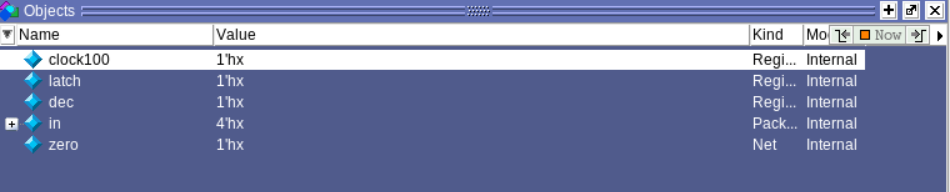 Objects
Name Value Kind Mo Now
clock100 1'hx Regi... Internal
latch 1'hx Regi... Internal
dec 1'hx Regi... Internal
in 4'hx Pack... Internal
zero 1'hx Net Internal